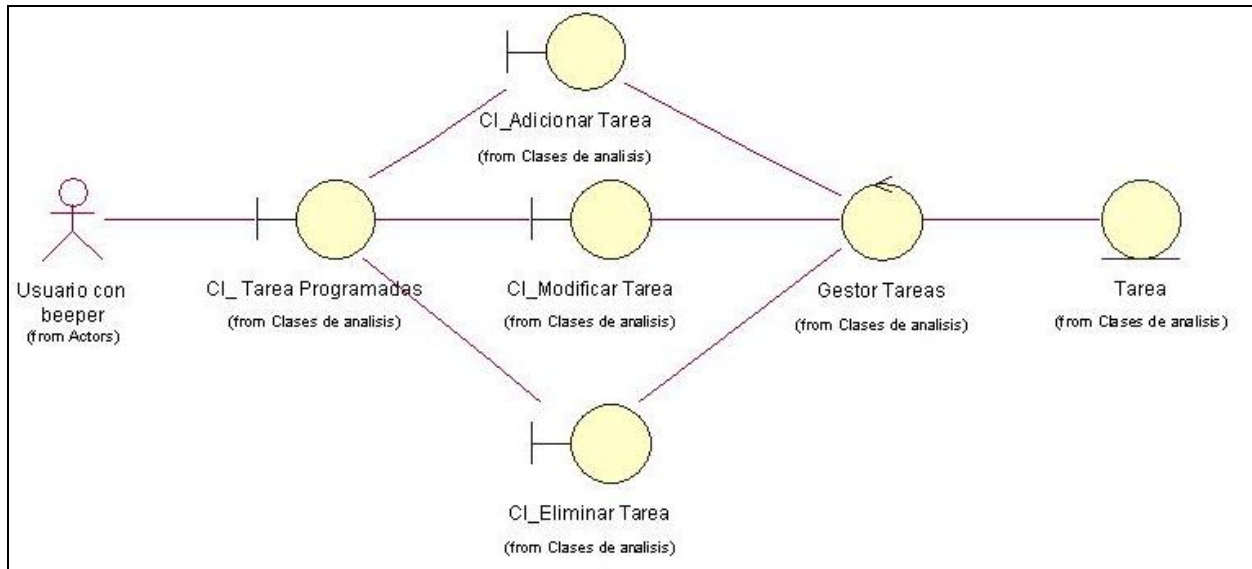 CI_Adicionar Tarea
(from Clases de analisis)
Usuario con
beeper
(from Actors)
CI_ Tarea Programadas
(from Clases de analisis)
CI_Modificar Tarea
(from Clases de analisis)
Gestor Tareas
(from Clases de analisis)
Tarea
(from Clases de analisis)
CI_Eliminar Tarea
(from Clases de analisis)